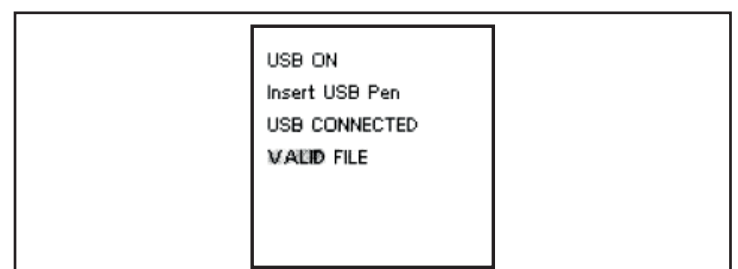 USB ON
Insert USB Pen
USB CONNECTED
VALID FILE